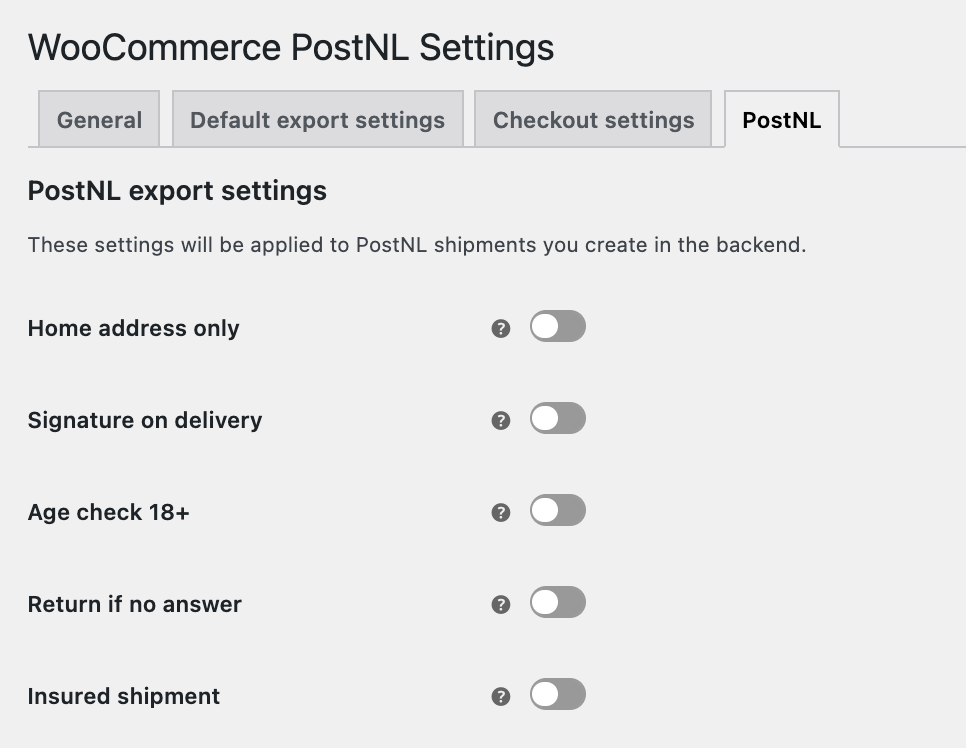 WooCommerce PostNL Settings
General Default export settings Checkout settings PostNL
PostNL export settings
These settings will be applied to PostNL shipments you create in the backend.
Home address only ?
Signature on delivery ?
Age check 18+ ?
Return if no answer ?
Insured shipment ?